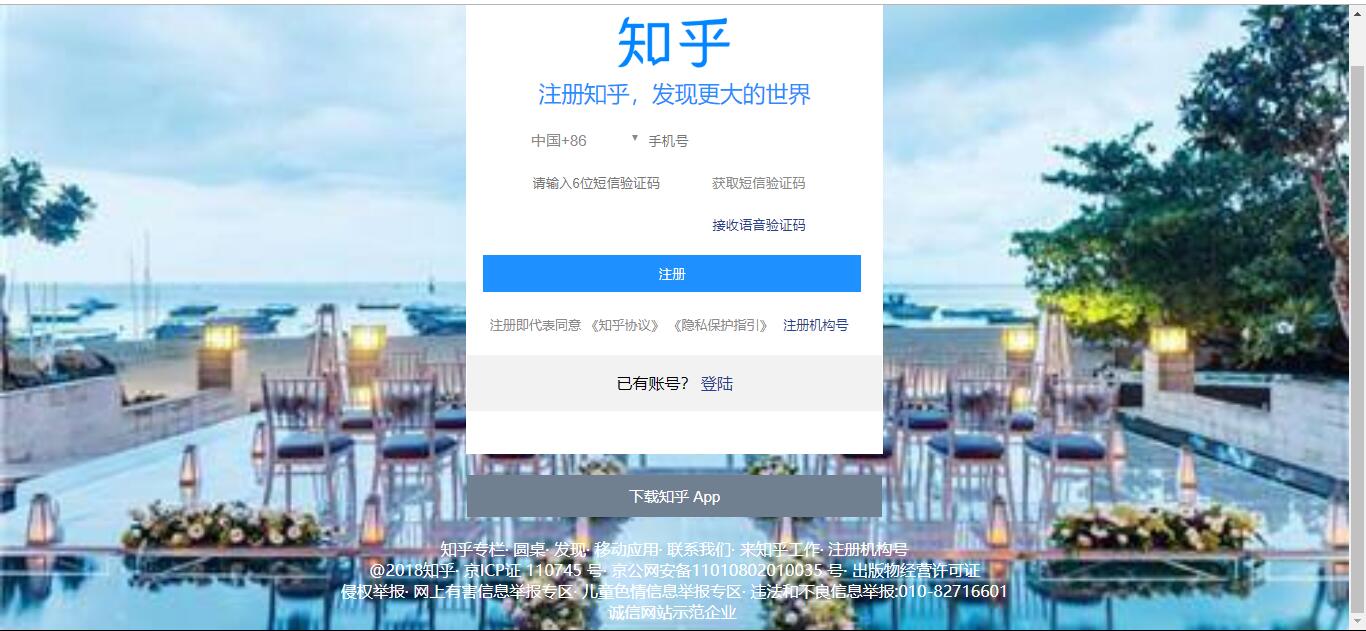 知乎
注册知乎，发现更大的世界
中国+86 ▼ 手机号
请输入6位短信验证码 获取短信验证码
接收语音验证码
注册
注册即代表同意《知乎协议》《隐私保护指引》 注册机构号
已有账号？ 登陆
下载知乎 App
知乎专栏· 圆桌· 发现· 移动应用· 联系我们· 来知乎工作· 注册机构号
@2018知乎· 京ICP证 110745 号· 京公网安备11010802010035 号· 出版物经营许可证
侵权举报· 网上有害信息举报专区· 儿童色情信息举报专区· 违法和不良信息举报:010-82716601
诚信网站示范企业